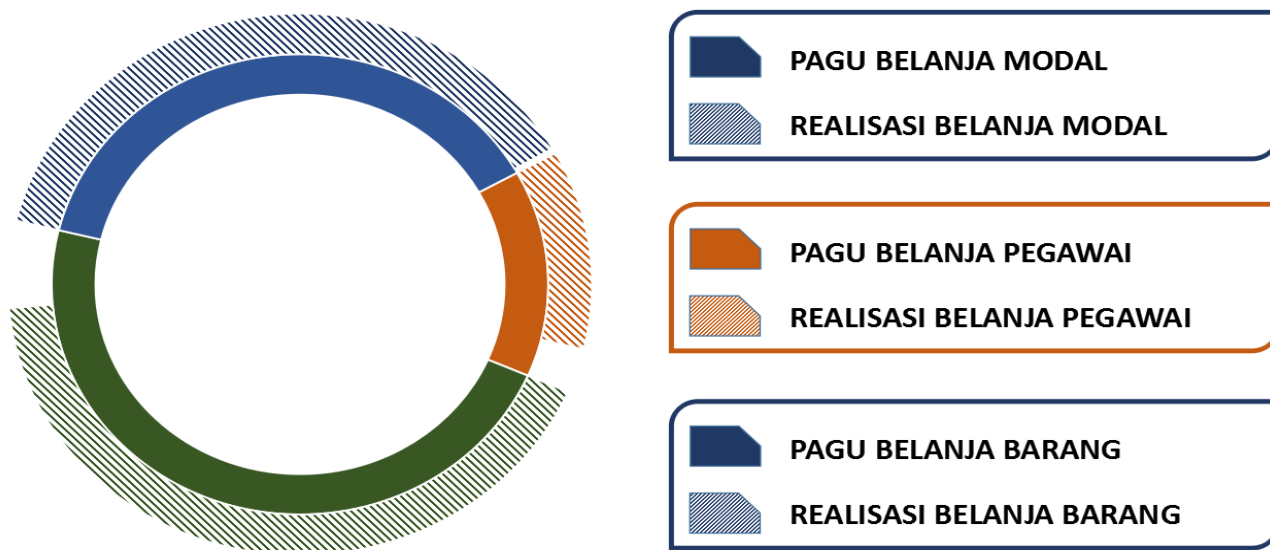 PAGU BELANJA MODAL
REALISASI BELANJA MODAL
PAGU BELANJA PEGAWAI
REALISASI BELANJA PEGAWAI
PAGU BELANJA BARANG
REALISASI BELANJA BARANG